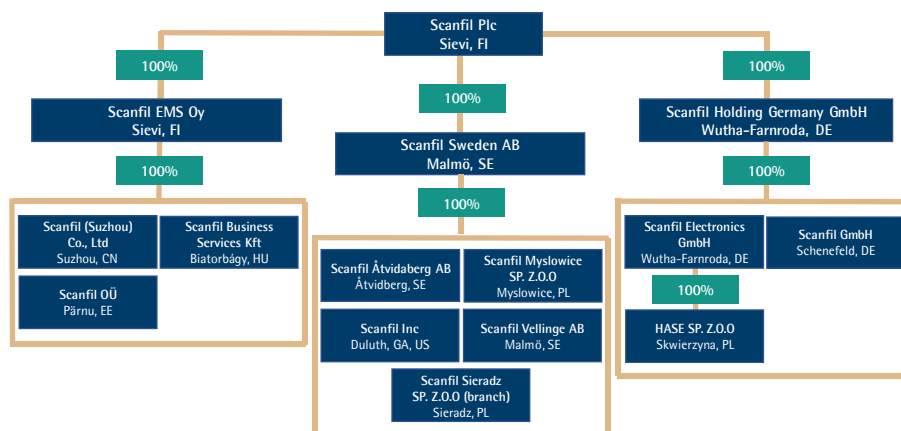 Scanfil Plc
Sievi, FI
100%
100%
100%
Scanfil EMS Oy
Sievi, FI
Scanfil Sweden AB
Malmö, SE
Scanfil Holding Germany GmbH
Wutha-Farnroda, DE
100%
100%
100%
Scanfil (Suzhou)
Co., Ltd
Suzhou, CN
Scanfil Business
Services Kft
Biatorbágy, HU
Scanfil OÜ
Pärnu, EE
Scanfil Åtvidaberg AB
Åtvidberg, SE
Scanfil Myslowice
SP. Z.O.O
Myslowice, PL
Scanfil Inc
Duluth, GA, US
Scanfil Vellinge AB
Malmö, SE
Scanfil Sieradz
SP. Z.O.O (branch)
Sieradz, PL
Scanfil Electronics
GmbH
Wutha-Farnroda, DE
Scanfil GmbH
Schenefeld, DE
100%
HASE SP. Z.O.O
Skwierzyna, PL